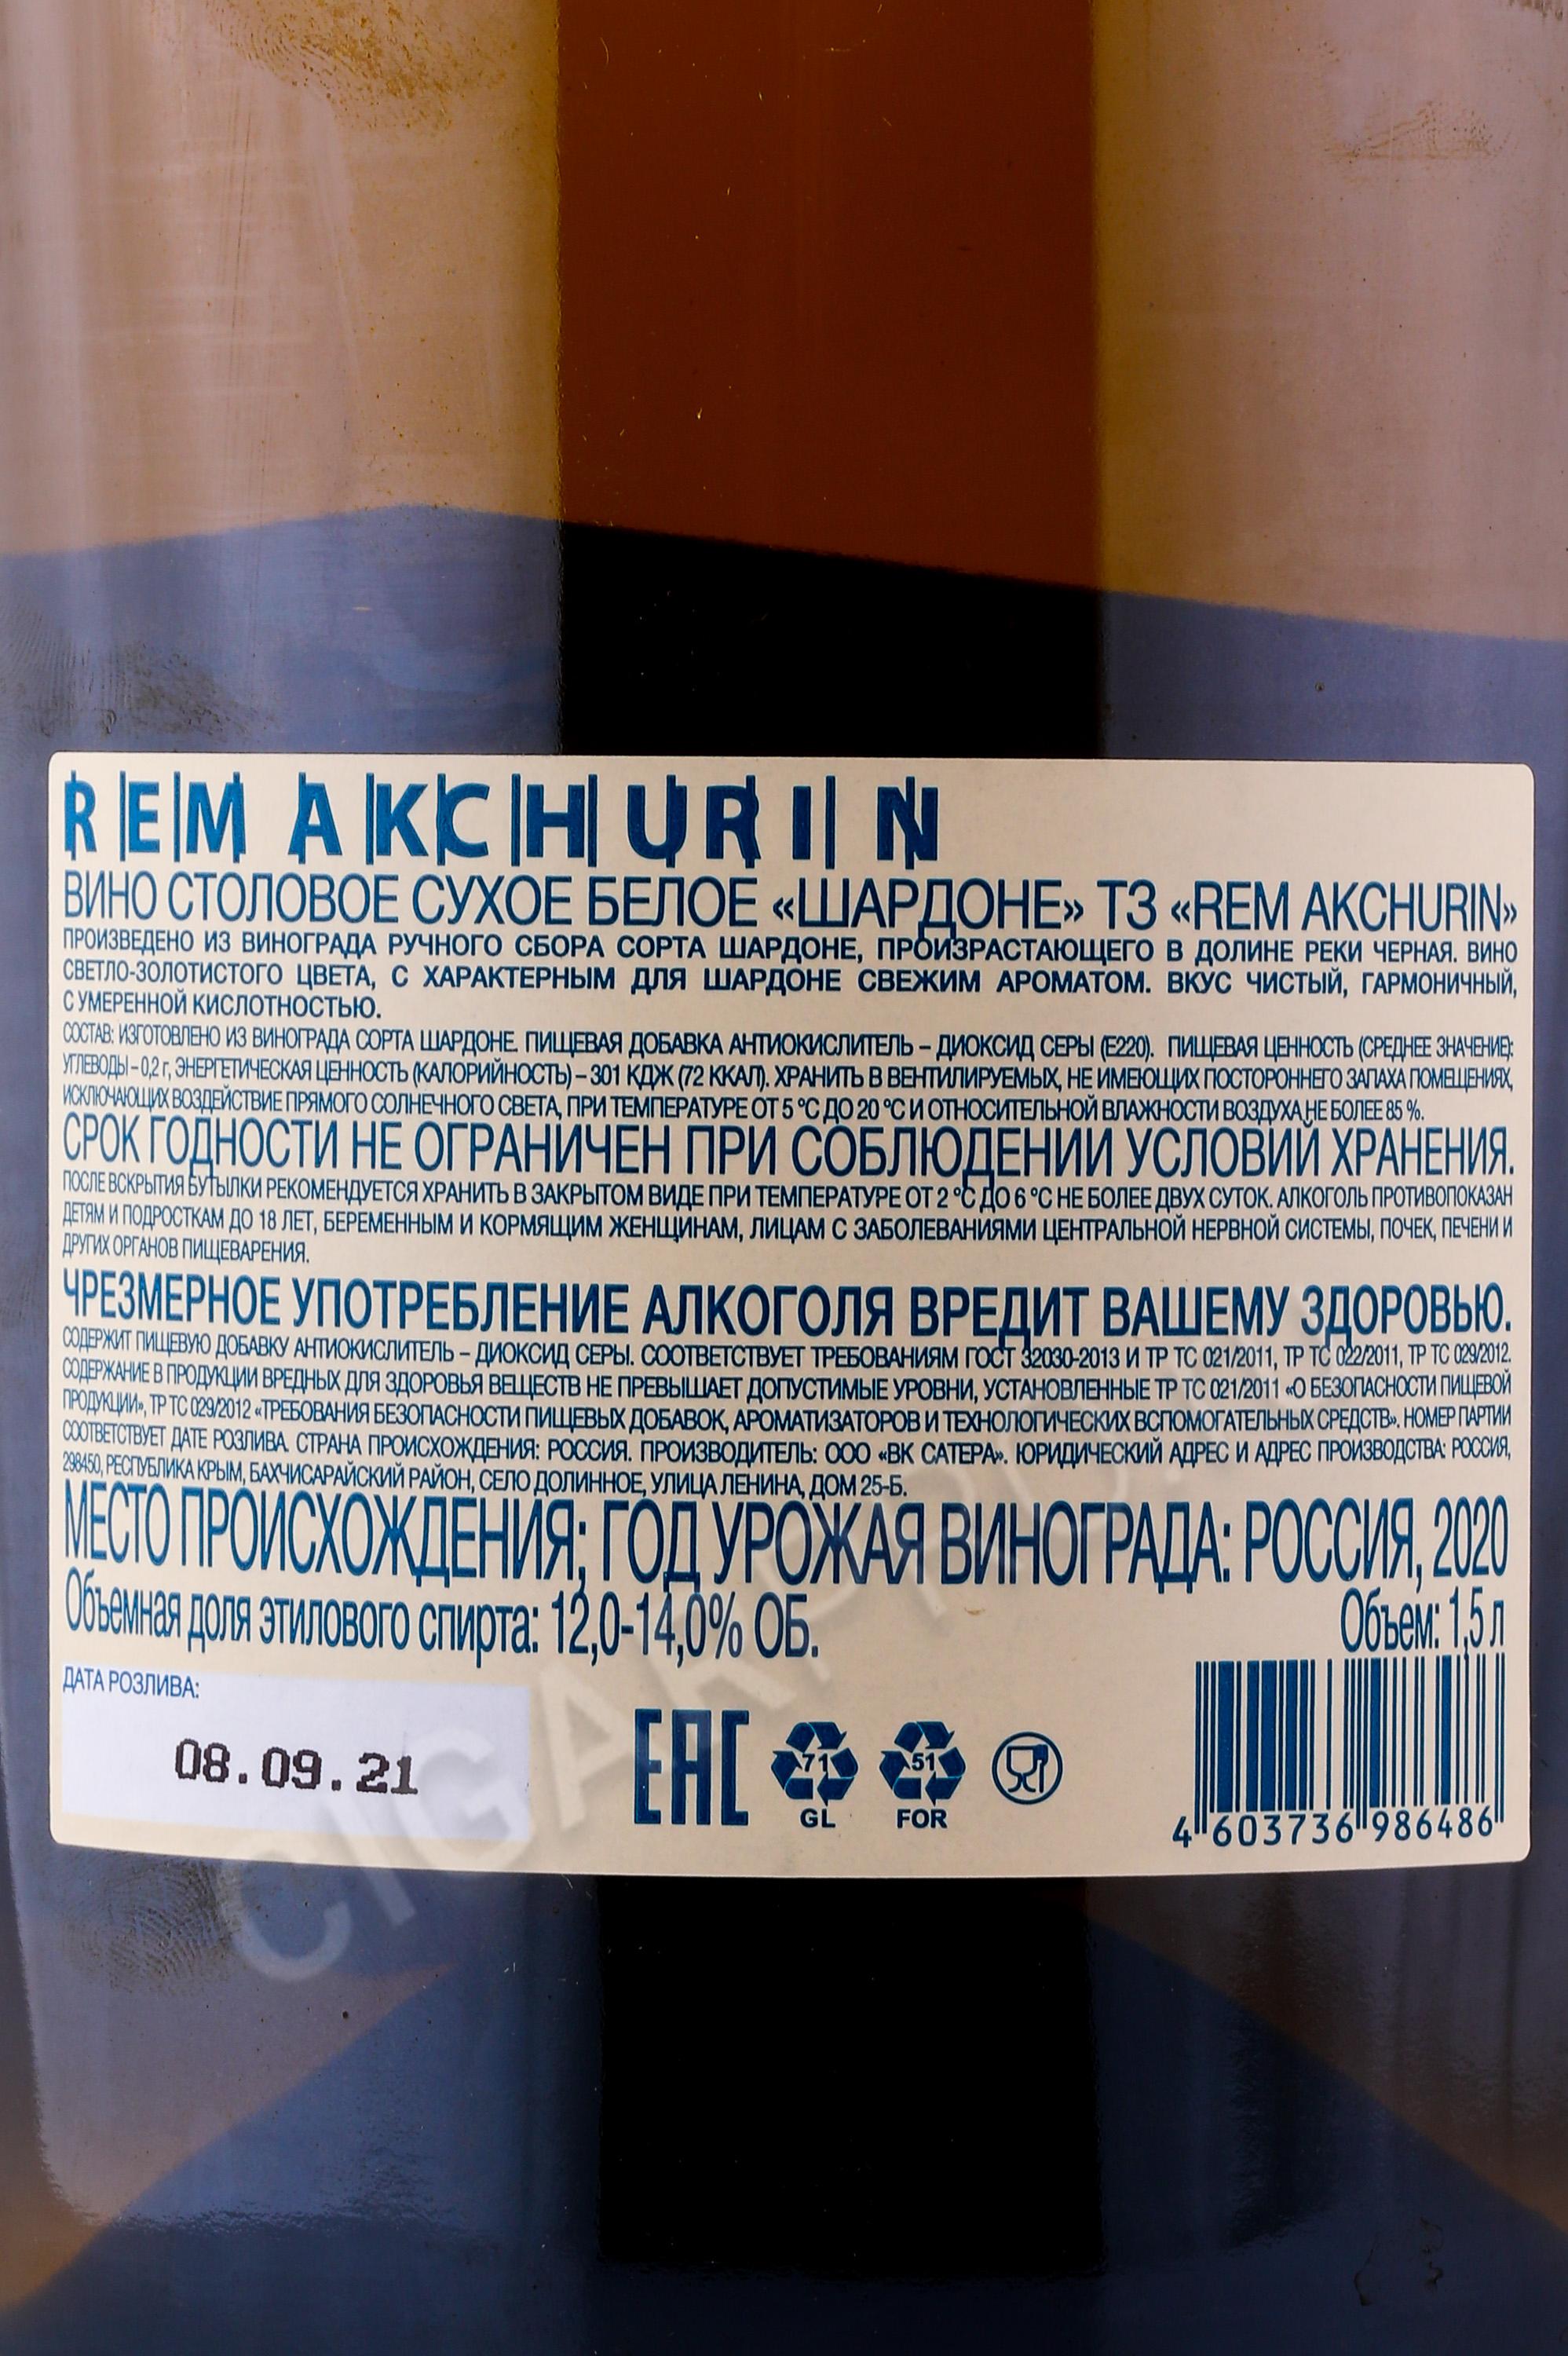 REM AKCHURIN
ВИНО СТОЛОВОЕ СУХОЕ БЕЛОЕ «ШАРДОНЕ» ТЗ «REM AKCHURIN»
ПРОИЗВЕДЕНО ИЗ ВИНОГРАДА РУЧНОГО СБОРА СОРТА ШАРДОНЕ, ПРОИЗРАСТАЮЩЕГО В ДОЛИНЕ РЕКИ ЧЕРНАЯ. ВИНО
СВЕТЛО-ЗОЛОТИСТОГО ЦВЕТА, С ХАРАКТЕРНЫМ ДЛЯ ШАРДОНЕ СВЕЖИМ АРОМАТОМ. ВКУС ЧИСТЫЙ, ГАРМОНИЧНЫЙ,
С УМЕРЕННОЙ КИСЛОТНОСТЬЮ.
СОСТАВ: ИЗГОТОВЛЕНО ИЗ ВИНОГРАДА СОРТА ШАРДОНЕ. ПИЩЕВАЯ ДОБАВКА АНТИОКИСЛИТЕЛЬ – ДИОКСИД СЕРЫ (Е220). ПИЩЕВАЯ ЦЕННОСТЬ (СРЕДНЕЕ ЗНАЧЕНИЕ):
УГЛЕВОДЫ – 0,2 г, ЭНЕРГЕТИЧЕСКАЯ ЦЕННОСТЬ (КАЛОРИЙНОСТЬ) – 301 КДЖ (72 ККАЛ). ХРАНИТЬ В ВЕНТИЛИРУЕМЫХ, НЕ ИМЕЮЩИХ ПОСТОРОННЕГО ЗАПАХА ПОМЕЩЕНИЯХ,
ИСКЛЮЧАЮЩИХ ВОЗДЕЙСТВИЕ ПРЯМОГО СОЛНЕЧНОГО СВЕТА, ПРИ ТЕМПЕРАТУРЕ ОТ 5 °С ДО 20 °С И ОТНОСИТЕЛЬНОЙ ВЛАЖНОСТИ ВОЗДУХА НЕ БОЛЕЕ 85 %.
СРОК ГОДНОСТИ НЕ ОГРАНИЧЕН ПРИ СОБЛЮДЕНИИ УСЛОВИЙ ХРАНЕНИЯ.
ПОСЛЕ ВСКРЫТИЯ БУТЫЛКИ РЕКОМЕНДУЕТСЯ ХРАНИТЬ В ЗАКРЫТОМ ВИДЕ ПРИ ТЕМПЕРАТУРЕ ОТ 2 °С ДО 6 °С НЕ БОЛЕЕ ДВУХ СУТОК. АЛКОГОЛЬ ПРОТИВОПОКАЗАН
ДЕТЯМ И ПОДРОСТКАМ ДО 18 ЛЕТ, БЕРЕМЕННЫМ И КОРМЯЩИМ ЖЕНЩИНАМ, ЛИЦАМ С ЗАБОЛЕВАНИЯМИ ЦЕНТРАЛЬНОЙ НЕРВНОЙ СИСТЕМЫ, ПОЧЕК, ПЕЧЕНИ И
ДРУГИХ ОРГАНОВ ПИЩЕВАРЕНИЯ.
ЧРЕЗМЕРНОЕ УПОТРЕБЛЕНИЕ АЛКОГОЛЯ ВРЕДИТ ВАШЕМУ ЗДОРОВЬЮ.
СОДЕРЖИТ ПИЩЕВУЮ ДОБАВКУ АНТИОКИСЛИТЕЛЬ – ДИОКСИД СЕРЫ. СООТВЕТСТВУЕТ ТРЕБОВАНИЯМ ГОСТ 32030-2013 И ТР ТС 021/2011, ТР ТС 022/2011, ТР ТС 029/2012.
СОДЕРЖАНИЕ В ПРОДУКЦИИ ВРЕДНЫХ ДЛЯ ЗДОРОВЬЯ ВЕЩЕСТВ НЕ ПРЕВЫШАЕТ ДОПУСТИМЫЕ УРОВНИ, УСТАНОВЛЕННЫЕ ТР ТС 021/2011 «О БЕЗОПАСНОСТИ ПИЩЕВОЙ
ПРОДУКЦИИ», ТР ТС 029/2012 «ТРЕБОВАНИЯ БЕЗОПАСНОСТИ ПИЩЕВЫХ ДОБАВОК, АРОМАТИЗАТОРОВ И ТЕХНОЛОГИЧЕСКИХ ВСПОМОГАТЕЛЬНЫХ СРЕДСТВ». НОМЕР ПАРТИИ
СООТВЕТСТВУЕТ ДАТЕ РОЗЛИВА. СТРАНА ПРОИСХОЖДЕНИЯ: РОССИЯ. ПРОИЗВОДИТЕЛЬ: ООО «ВК САТЕРА». ЮРИДИЧЕСКИЙ АДРЕС И АДРЕС ПРОИЗВОДСТВА: РОССИЯ,
298450, РЕСПУБЛИКА КРЫМ, БАХЧИСАРАЙСКИЙ РАЙОН, СЕЛО ДОЛИННОЕ, УЛИЦА ЛЕНИНА, ДОМ 25-Б.
МЕСТО ПРОИСХОЖДЕНИЯ; ГОД УРОЖАЯ ВИНОГРАДА: РОССИЯ, 2020
Объемная доля этилового спирта: 12,0-14,0% ОБ.
Объем: 1,5 л
ДАТА РОЗЛИВА:
08.09.21
EAC
71
GL
51
FOR
4 603736 986486